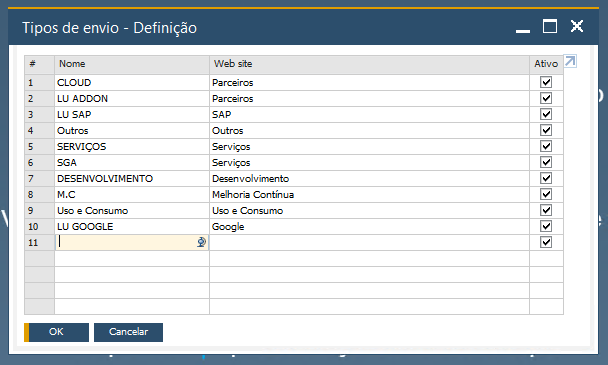 Tipos de envio - Definição
# Nome Web site Ativo
1 CLOUD Parceiros
2 LU ADDON Parceiros
3 LU SAP SAP
4 Outros Outros
5 SERVIÇOS Serviços
6 SGA Serviços
7 DESENVOLVIMENTO Desenvolvimento
8 M.C Melhoria Contínua
9 Uso e Consumo Uso e Consumo
10 LU GOOGLE Google
11
OK Cancelar